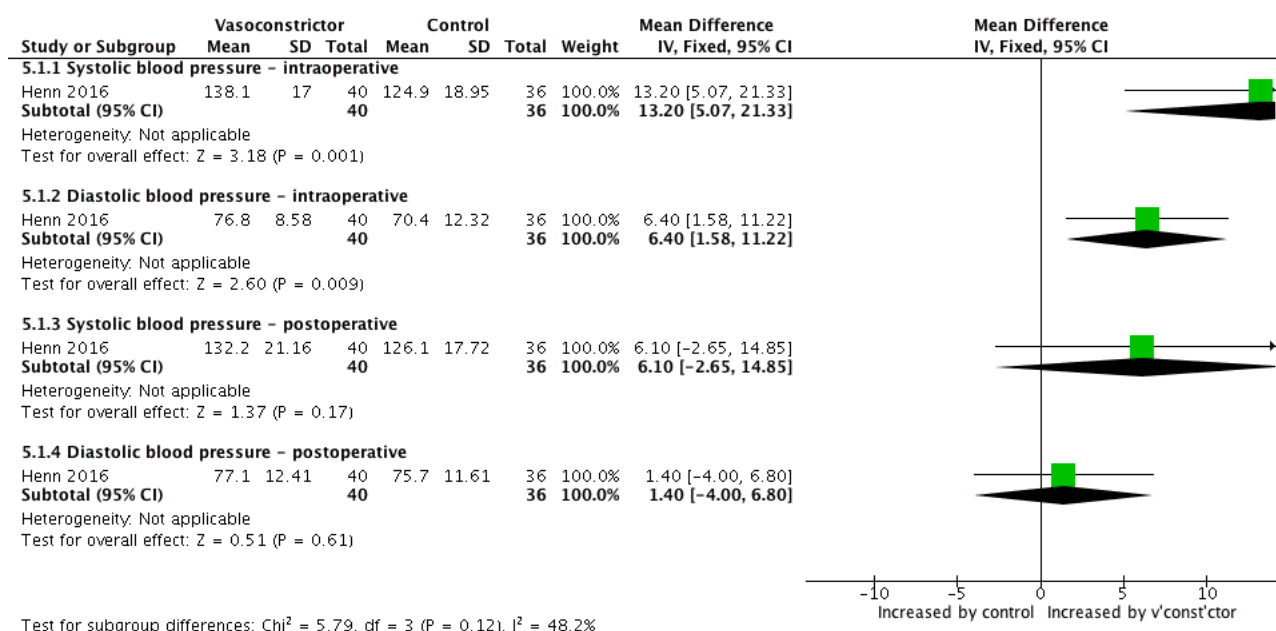 Vasoconstrictor Control Mean Difference Mean Difference
Study or Subgroup Mean SD Total Mean SD Total Weight IV, Fixed, 95% CI IV, Fixed, 95% CI
5.1.1 Systolic blood pressure – intraoperative
Henn 2016 138.1 17 40 124.9 18.95 36 100.0% 13.20 [5.07, 21.33]
Subtotal (95% CI) 40 36 100.0% 13.20 [5.07, 21.33]
Heterogeneity: Not applicable
Test for overall effect: Z = 3.18 (P = 0.001)
5.1.2 Diastolic blood pressure – intraoperative
Henn 2016 76.8 8.58 40 70.4 12.32 36 100.0% 6.40 [1.58, 11.22]
Subtotal (95% CI) 40 36 100.0% 6.40 [1.58, 11.22]
Heterogeneity: Not applicable
Test for overall effect: Z = 2.60 (P = 0.009)
5.1.3 Systolic blood pressure – postoperative
Henn 2016 132.2 21.16 40 126.1 17.72 36 100.0% 6.10 [−2.65, 14.85]
Subtotal (95% CI) 40 36 100.0% 6.10 [−2.65, 14.85]
Heterogeneity: Not applicable
Test for overall effect: Z = 1.37 (P = 0.17)
5.1.4 Diastolic blood pressure – postoperative
Henn 2016 77.1 12.41 40 75.7 11.61 36 100.0% 1.40 [−4.00, 6.80]
Subtotal (95% CI) 40 36 100.0% 1.40 [−4.00, 6.80]
Heterogeneity: Not applicable
Test for overall effect: Z = 0.51 (P = 0.61)
−10 −5 0 5 10
Increased by control Increased by v'const'ctor
Test for subgroup differences: Chi² = 5.79, df = 3 (P = 0.12), I² = 48.2%